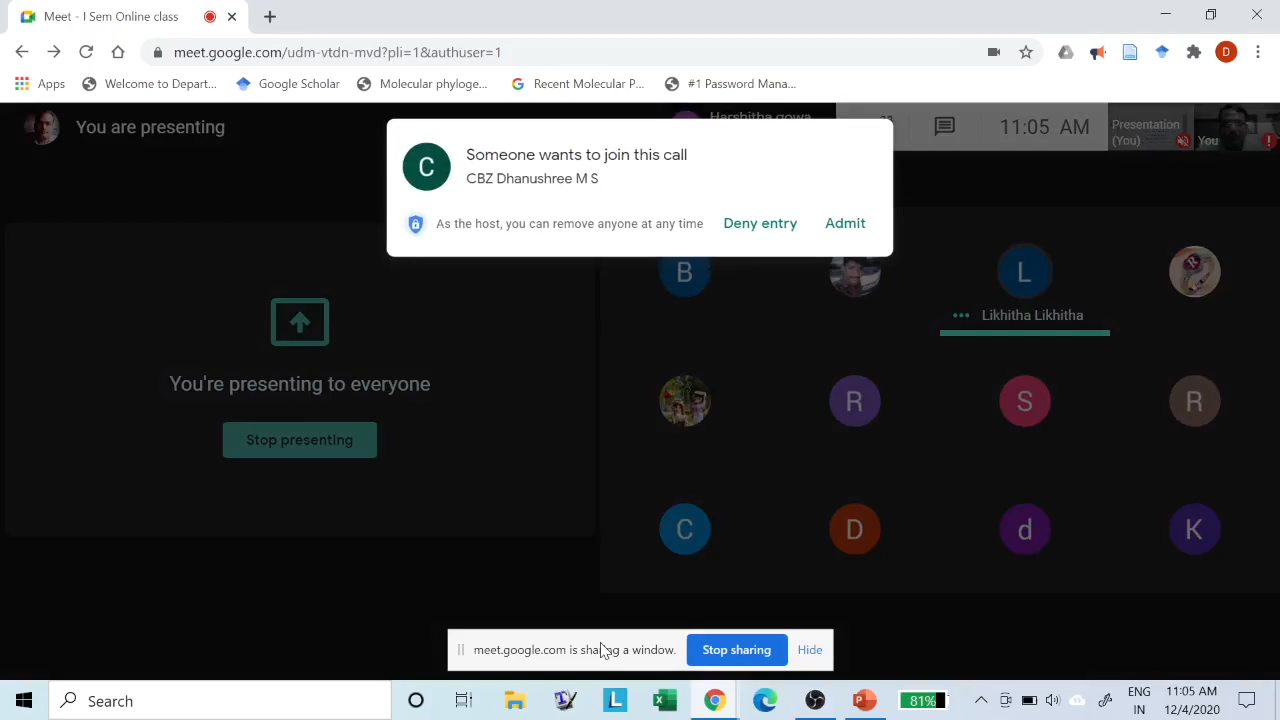 Meet - I Sem Online class
meet.google.com/udm-vtdn-mvd?pli=1&authuser=1
D
Apps
Welcome to Depart...
Google Scholar
Molecular phyloge...
Recent Molecular P...
#1 Password Mana...
You are presenting
Harshitha gowa
11:05 AM
Presentation
(You)
You
C
Someone wants to join this call
CBZ Dhanushree M S
As the host, you can remove anyone at any time
Deny entry
Admit
B
L
Likhitha Likhitha
You're presenting to everyone
Stop presenting
R
S
R
C
D
d
K
meet.google.com is sharing a window.
Stop sharing
Hide
Search
81%
ENG
IN
11:05 AM
12/4/2020